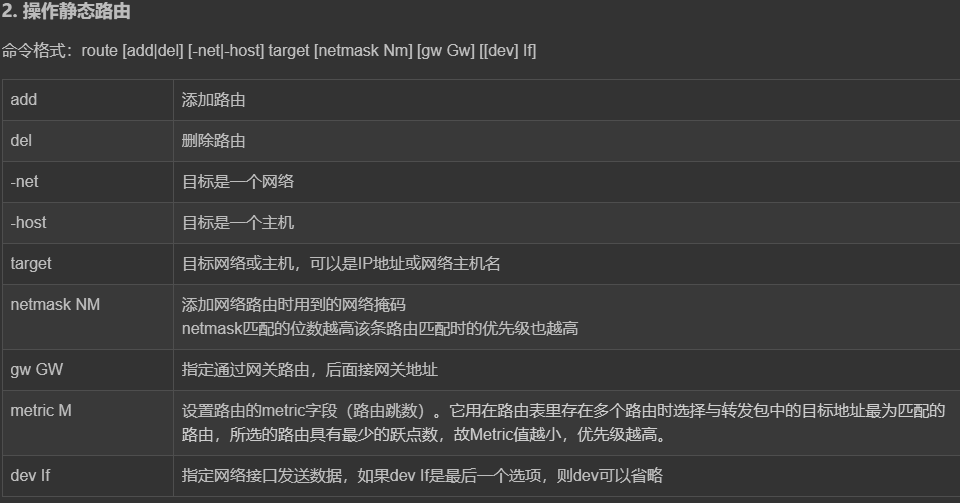 2. 操作静态路由
命令格式：route [add|del] [-net|-host] target [netmask Nm] [gw Gw] [[dev] If]
add 添加路由
del 删除路由
-net 目标是一个网络
-host 目标是一个主机
target 目标网络或主机，可以是IP地址或网络主机名
netmask NM 添加网络路由时用到的网络掩码
netmask匹配的位数越高该条路由匹配时的优先级也越高
gw GW 指定通过网关路由，后面接网关地址
metric M 设置路由的metric字段（路由跳数）。它用在路由表里存在多个路由时选择与转发包中的目标地址最为匹配的
路由，所选的路由具有最少的跃点数，故Metric值越小，优先级越高。
dev If 指定网络接口发送数据，如果dev If是最后一个选项，则dev可以省略